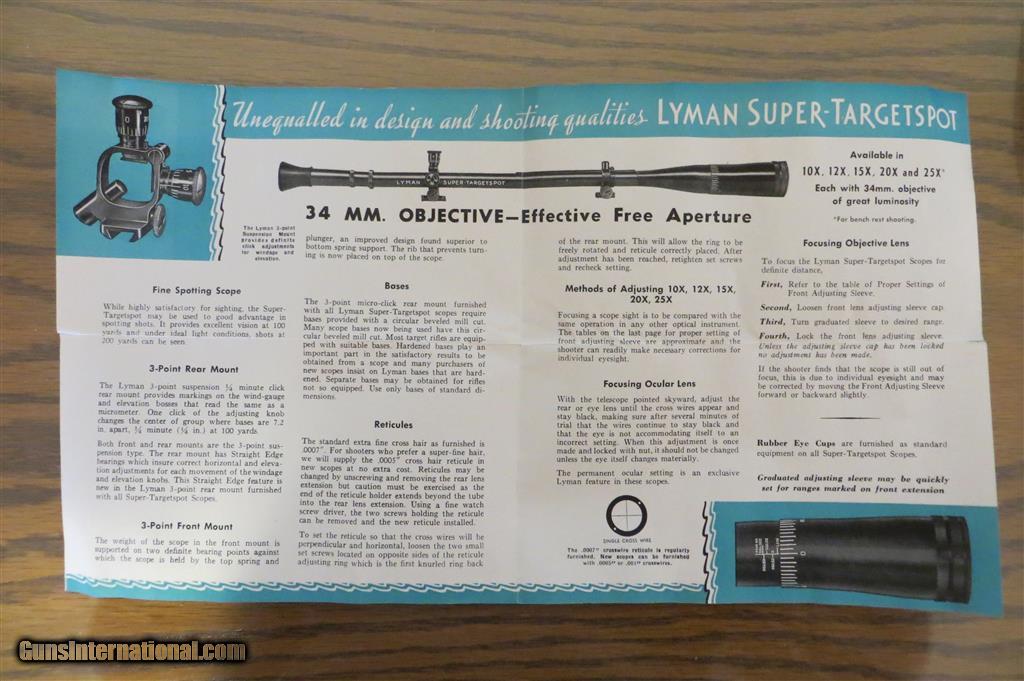 Unequalled in design and shooting qualities LYMAN SUPER-TARGETSPOT
The Lyman 3-point
Suspension Mount
provides definite
click adjustments
for windage and
elevation.
LYMAN SUPER-TARGETSPOT
34 MM. OBJECTIVE—Effective Free Aperture
Available in
10X, 12X, 15X, 20X and 25X*
Each with 34mm. objective
of great luminosity
*For bench rest shooting.
Fine Spotting Scope
While highly satisfactory for sighting, the Super-
Targetspot may be used to good advantage in
spotting shots. It provides excellent vision at 100
yards and under ideal light conditions, shots at
200 yards can be seen.
3-Point Rear Mount
The Lyman 3-point suspension ¼ minute click
rear mount provides markings on the wind-gauge
and elevation bosses that read the same as a
micrometer. One click of the adjusting knob
changes the center of group where bases are 7.2
in. apart, ¼ minute (¼ in.) at 100 yards.
Both front and rear mounts are the 3-point sus-
pension type. The rear mount has Straight Edge
bearings which insure correct horizontal and eleva-
tion adjustments for each movement of the windage
and elevation knobs. This Straight Edge feature is
new in the Lyman 3-point rear mount furnished
with all Super-Targetspot Scopes.
3-Point Front Mount
The weight of the scope in the front mount is
supported on two definite bearing points against
which the scope is held by the top spring and
plunger, an improved design found superior to
bottom spring support. The rib that prevents turn-
ing is now placed on top of the scope.
Bases
The 3-point micro-click rear mount furnished
with all Lyman Super-Targetspot scopes require
bases provided with a circular beveled mill cut.
Many scope bases now being used have this cir-
cular beveled mill cut. Most target rifles are equip-
ped with suitable bases. Hardened bases play an
important part in the satisfactory results to be
obtained from a scope and many purchasers of
new scopes insist on Lyman bases that are hard-
ened. Separate bases may be obtained for rifles
not so equipped. Use only bases of standard di-
mensions.
Reticules
The standard extra fine cross hair as furnished is
.0007". For shooters who prefer a super-fine hair,
we will supply the .0005" cross hair reticule in
new scopes at no extra cost. Reticules may be
changed by unscrewing and removing the rear lens
extension but caution must be exercised as the
end of the reticule holder extends beyond the tube
into the rear lens extension. Using a fine watch
screw driver, the two screws holding the reticule
can be removed and the new reticule installed.
To set the reticule so that the cross wires will be
perpendicular and horizontal, loosen the two small
set screws located on opposite sides of the reticule
adjusting ring which is the first knurled ring back
of the rear mount. This will allow the ring to be
freely rotated and reticule correctly placed. After
adjustment has been reached, retighten set screws
and recheck setting.
Methods of Adjusting 10X, 12X, 15X,
20X, 25X
Focusing a scope sight is to be compared with the
same operation in any other optical instrument.
The tables on the last page for proper setting of
front adjusting sleeve are approximate and the
shooter can readily make necessary corrections for
individual eyesight.
Focusing Ocular Lens
With the telescope pointed skyward, adjust the
rear or eye lens until the cross wires appear and
stay black, making sure after several minutes of
trial that the wires continue to stay black and
that the eye is not accommodating itself to an
incorrect setting. When this adjustment is once
made and locked with nut, it should not be changed
unless the eye itself changes materially.
The permanent ocular setting is an exclusive
Lyman feature in these scopes.
SINGLE CROSS WIRE
The .0007" crosswire reticule is regularly
furnished. New scopes can be furnished
with .0005" or .001" crosswires.
Focusing Objective Lens
To focus the Lyman Super-Targetspot Scopes for
definite distance,
First, Refer to the table of Proper Settings of
Front Adjusting Sleeve.
Second, Loosen front lens adjusting sleeve cap.
Third, Turn graduated sleeve to desired range.
Fourth, Lock the front lens adjusting sleeve.
Unless the adjusting sleeve cap has been locked
no adjustment has been made.
If the shooter finds that the scope is still out of
focus, this is due to individual eyesight and may
be corrected by moving the Front Adjusting Sleeve
forward or backward slightly.
Rubber Eye Cups are furnished as standard
equipment on all Super-Targetspot Scopes.
Graduated adjusting sleeve may be quickly
set for ranges marked on front extension
GunsInternational.com